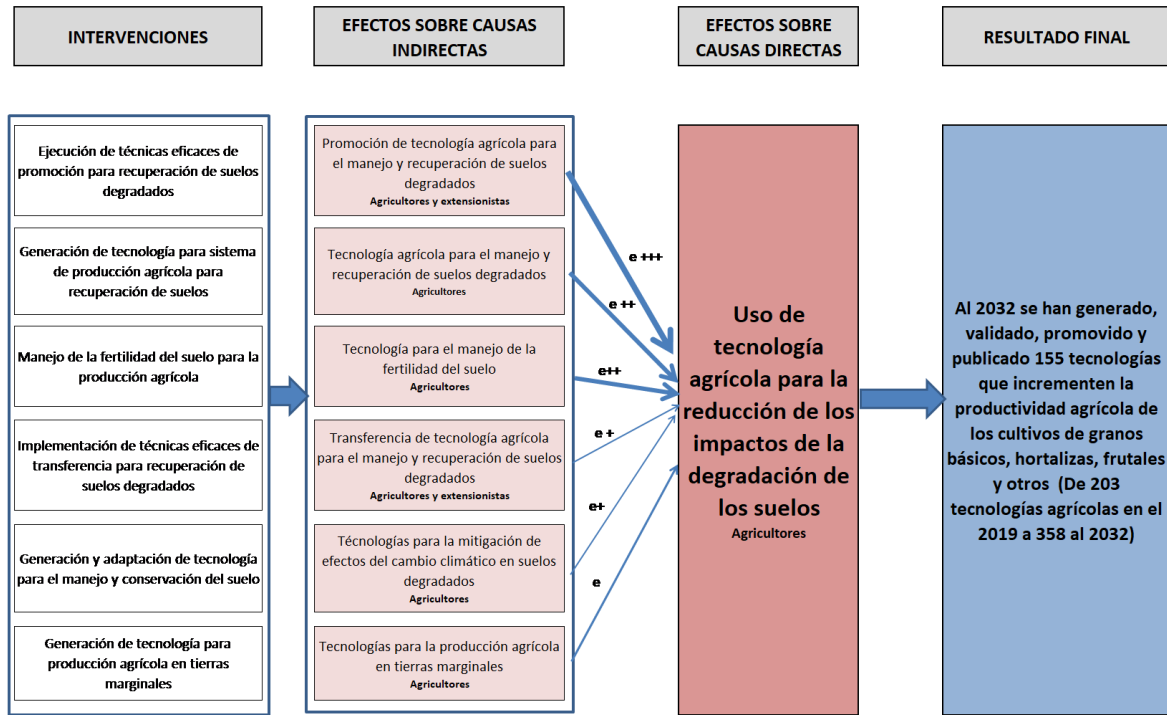 INTERVENCIONES
EFECTOS SOBRE CAUSAS
INDIRECTAS
EFECTOS SOBRE
CAUSAS DIRECTAS
RESULTADO FINAL
Ejecución de técnicas eficaces de
promoción para recuperación de suelos
degradados
Generación de tecnología para sistema
de producción agrícola para
recuperación de suelos
Manejo de la fertilidad del suelo para la
producción agrícola
Implementación de técnicas eficaces de
transferencia para recuperación de
suelos degradados
Generación y adaptación de tecnología
para el manejo y conservación del suelo
Generación de tecnología para
producción agrícola en tierras
marginales
Promoción de tecnología agrícola para
el manejo y recuperación de suelos
degradados
Agricultores y extensionistas
Tecnología agrícola para el manejo y
recuperación de suelos degradados
Agricultores
Tecnología para el manejo de la
fertilidad del suelo
Agricultores
Transferencia de tecnología agrícola
para el manejo y recuperación de suelos
degradados
Agricultores y extensionistas
Técnologías para la mitigación de
efectos del cambio climático en suelos
degradados
Agricultores
Tecnologías para la producción agrícola
en tierras marginales
Agricultores
e +++
e ++
e++
e +
e+
e
Uso de
tecnología
agrícola para la
reducción de los
impactos de la
degradación de
los suelos
Agricultores
Al 2032 se han generado,
validado, promovido y
publicado 155 tecnologías
que incrementen la
productividad agrícola de
los cultivos de granos
básicos, hortalizas, frutales
y otros (De 203
tecnologías agrícolas en el
2019 a 358 al 2032)